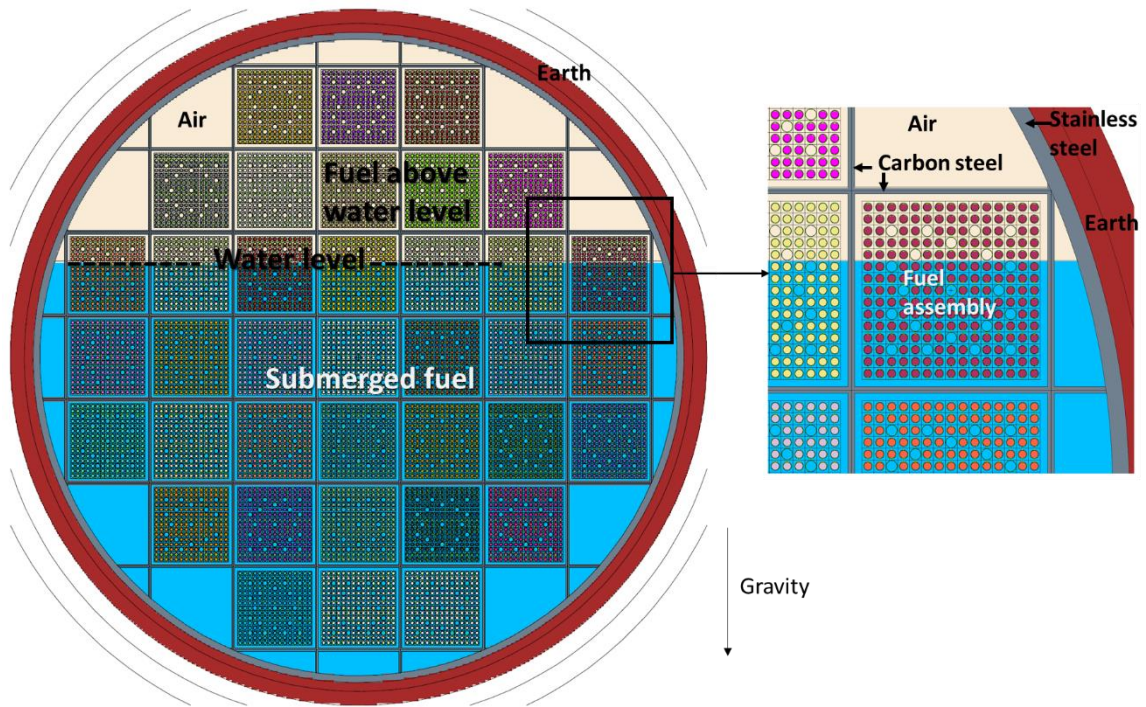 Earth
Air
Fuel above
water level
Water level
Submerged fuel
Air
Stainless
steel
Carbon steel
Earth
Fuel
assembly
Gravity